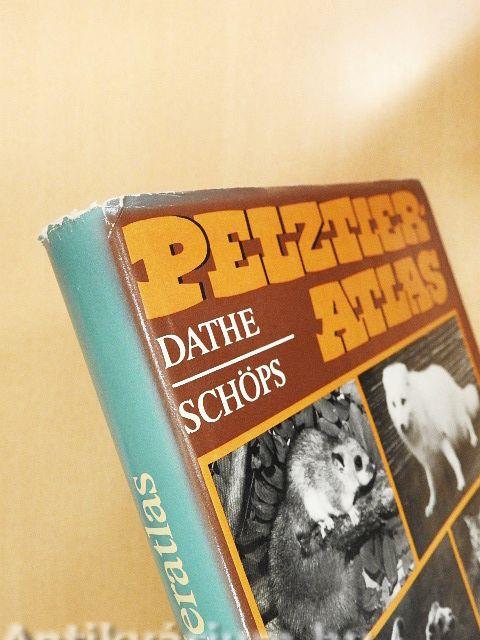 PELZTIER-
ATLAS
DATHE
SCHÖPS
eratlas